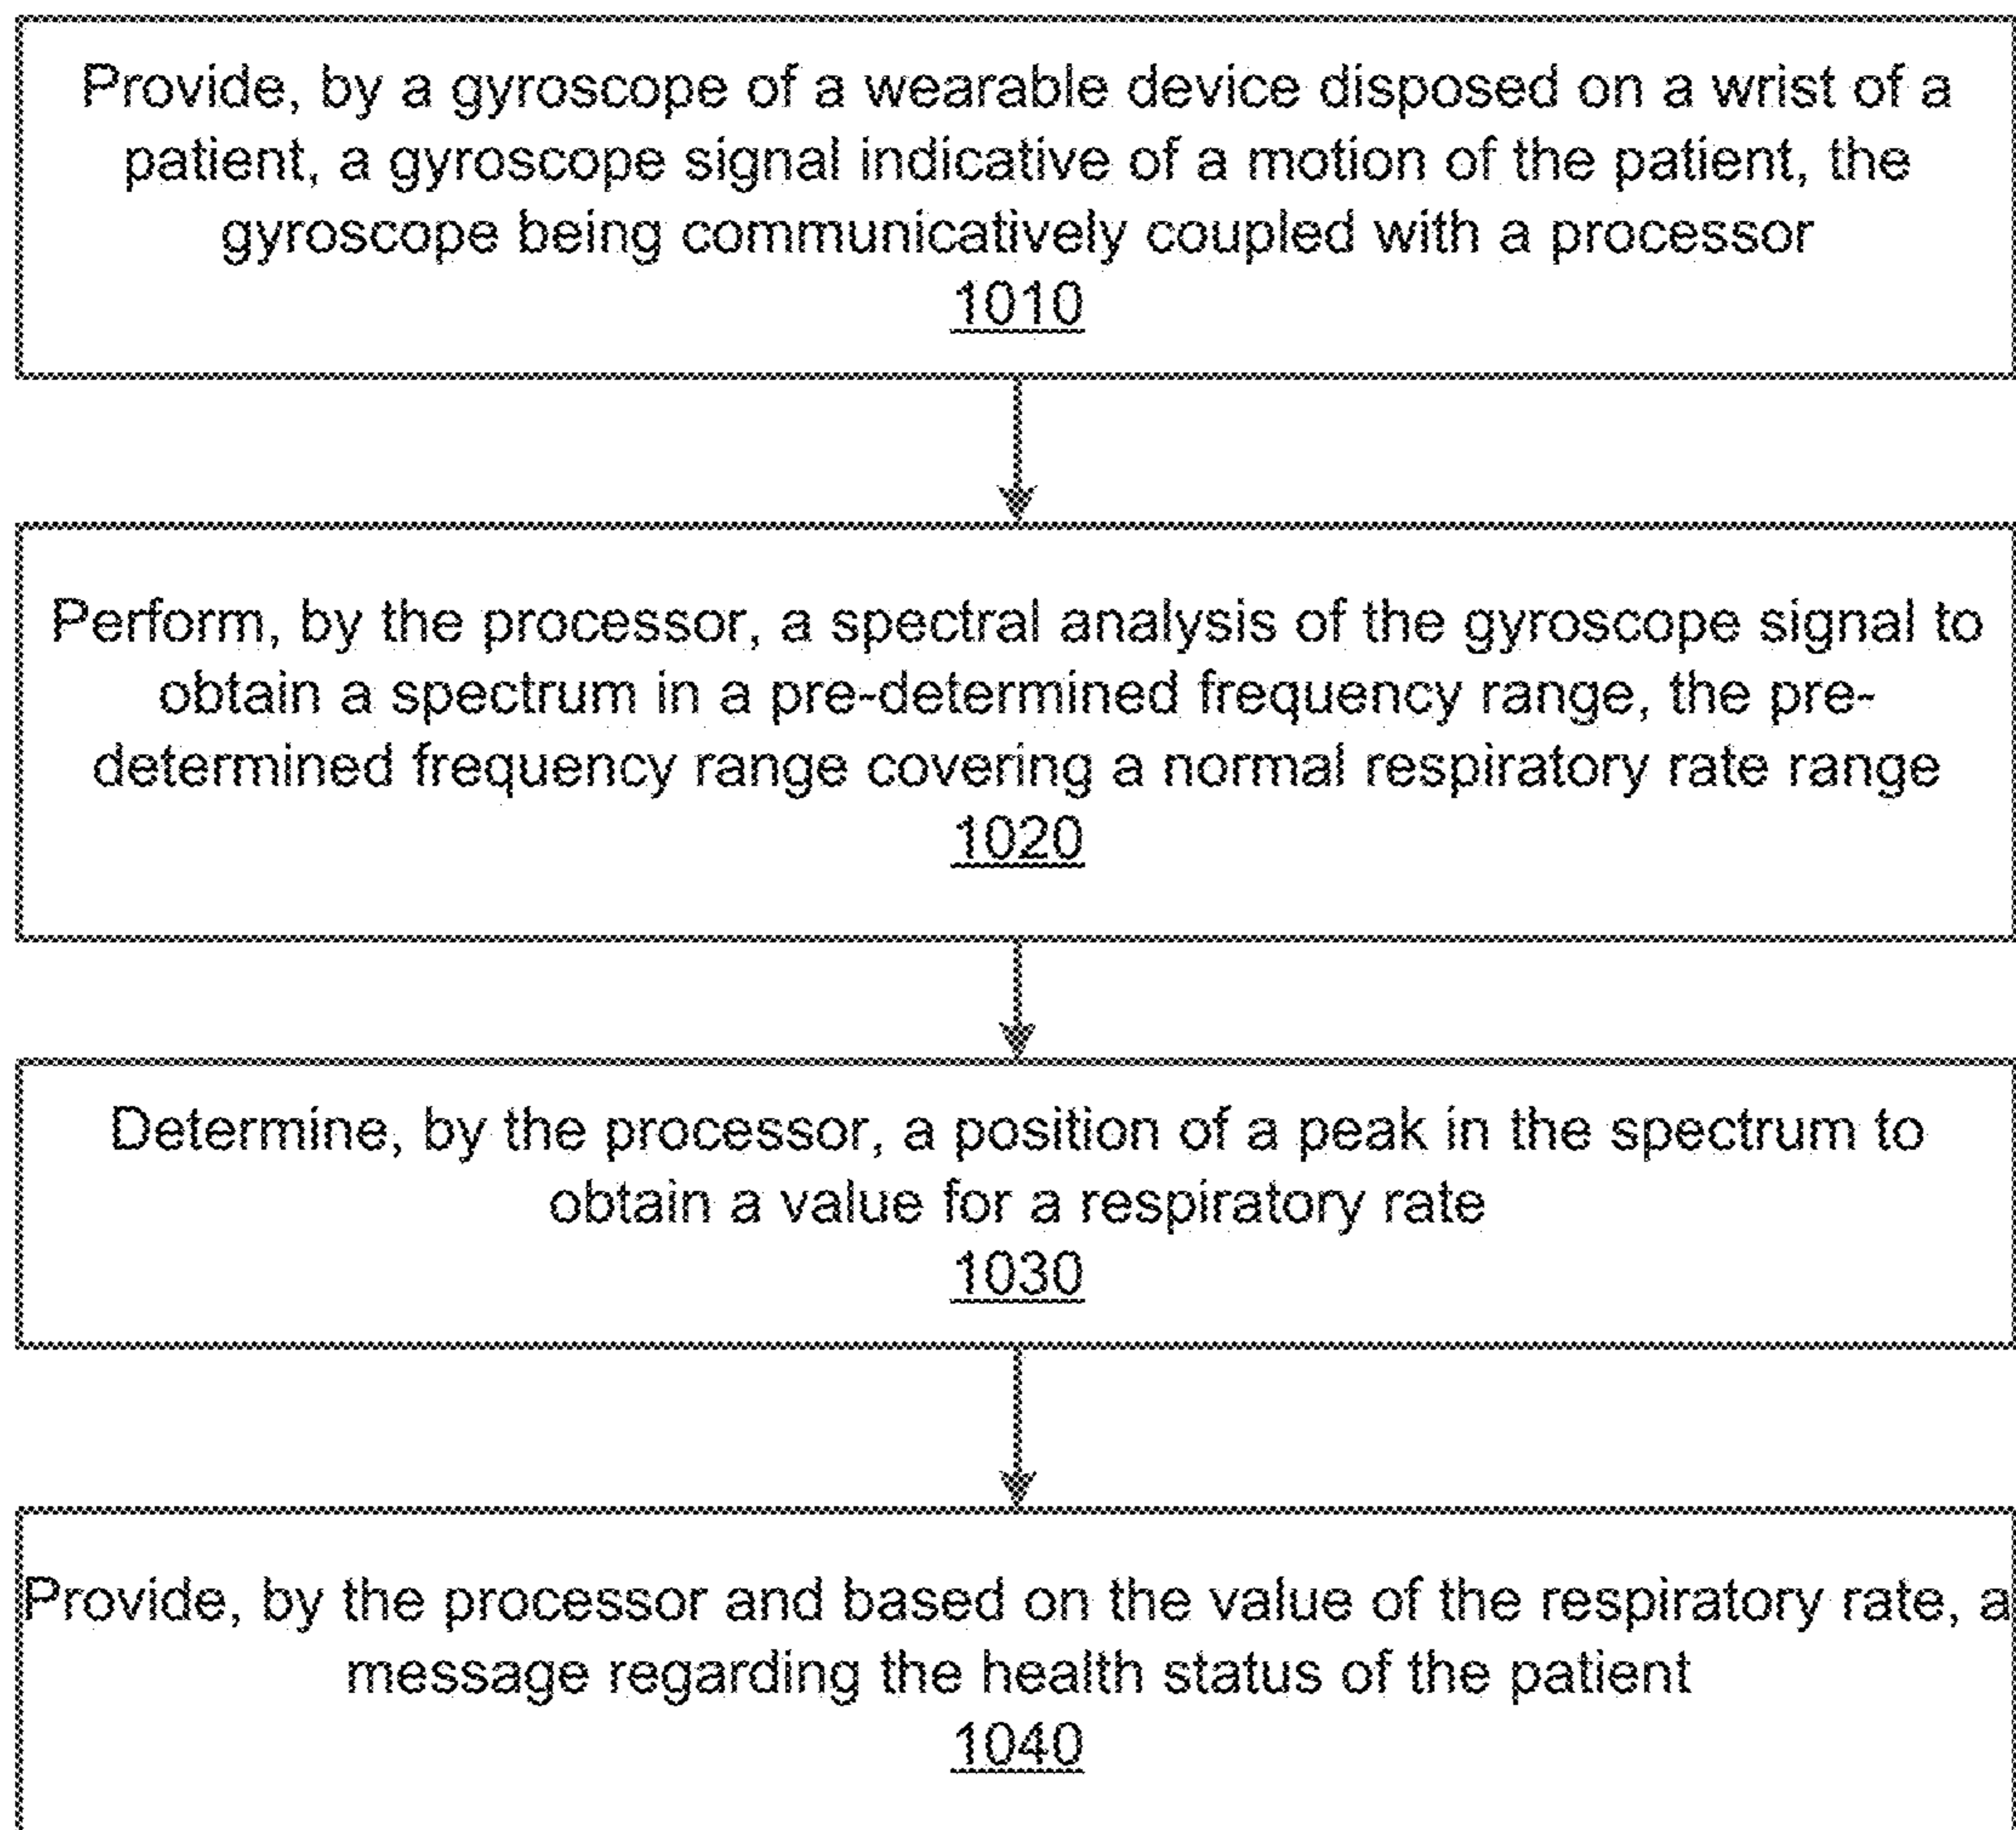 Provide, by a gyroscope of a wearable device disposed on a wrist of a
patient, a gyroscope signal indicative of a motion of the patient, the
gyroscope being communicatively coupled with a processor
1010
Perform, by the processor, a spectral analysis of the gyroscope signal to
obtain a spectrum in a pre-determined frequency range, the pre-
determined frequency range covering a normal respiratory rate range
1020
Determine, by the processor, a position of a peak in the spectrum to
obtain a value for a respiratory rate
1030
Provide, by the processor and based on the value of the respiratory rate, a
message regarding the health status of the patient
1040